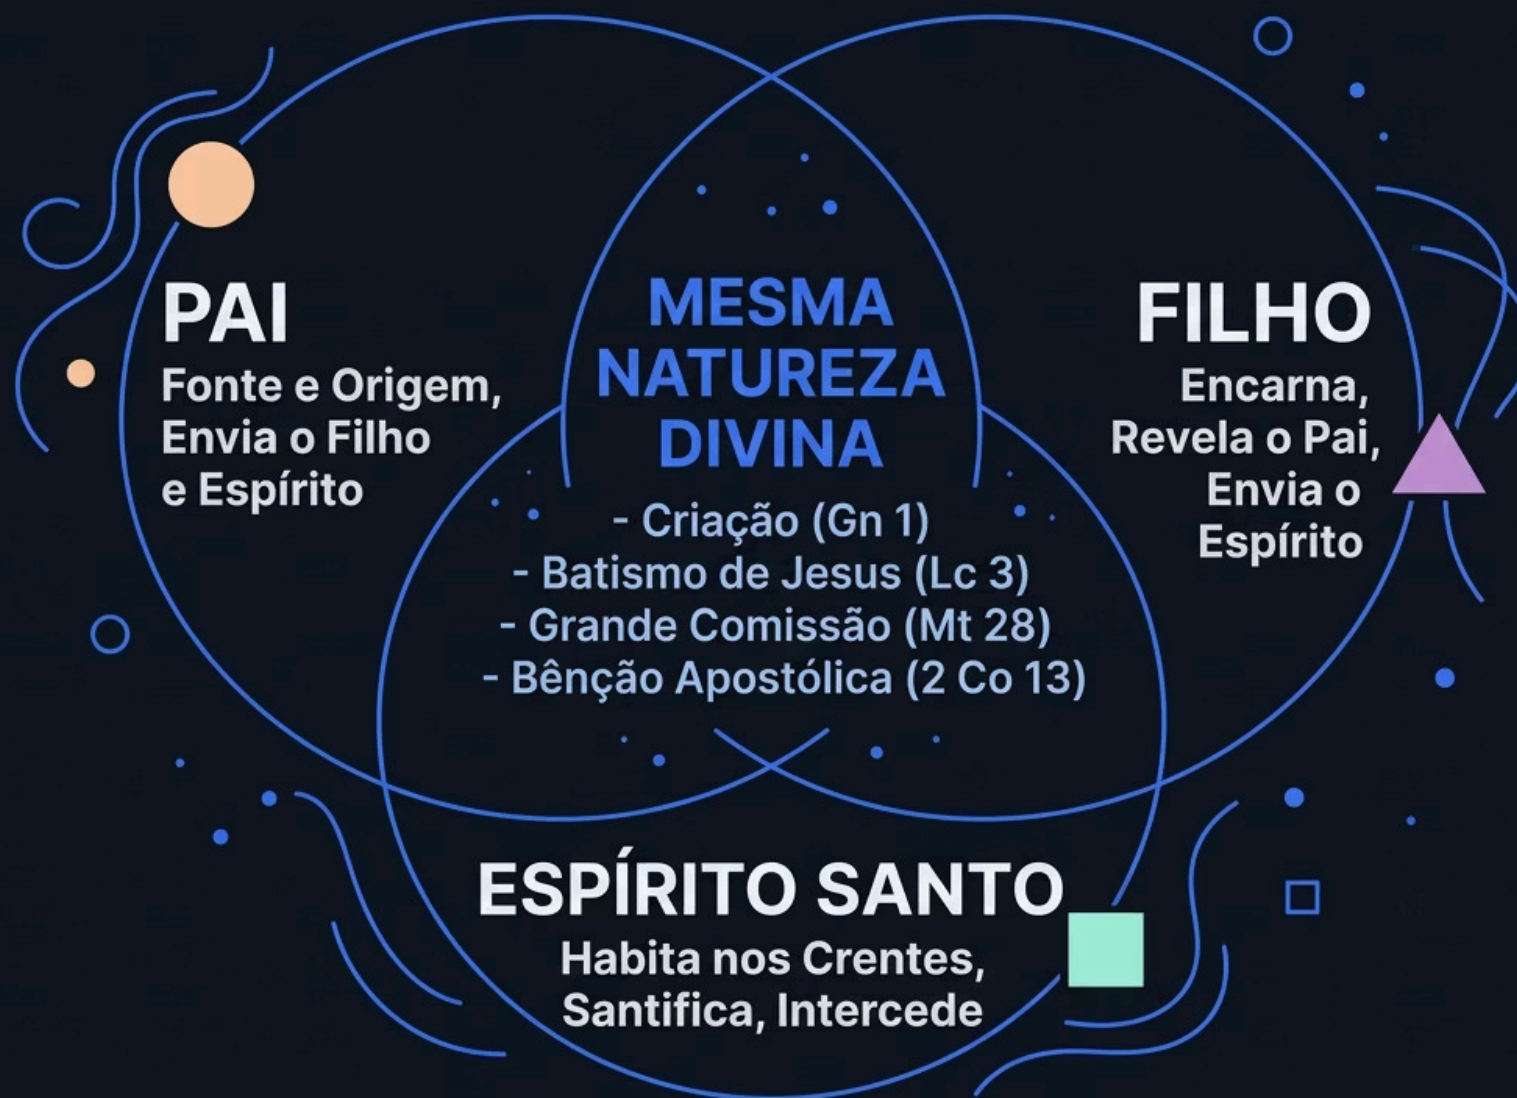 PAI
Fonte e Origem,
Envia o Filho
e Espírito
MESMA
NATUREZA
DIVINA
- Criação (Gn 1)
- Batismo de Jesus (Lc 3)
- Grande Comissão (Mt 28)
- Bênção Apostólica (2 Co 13)
FILHO
Encarna,
Revela o Pai,
Envia o
Espírito
ESPÍRITO SANTO
Habita nos Crentes,
Santifica, Intercede